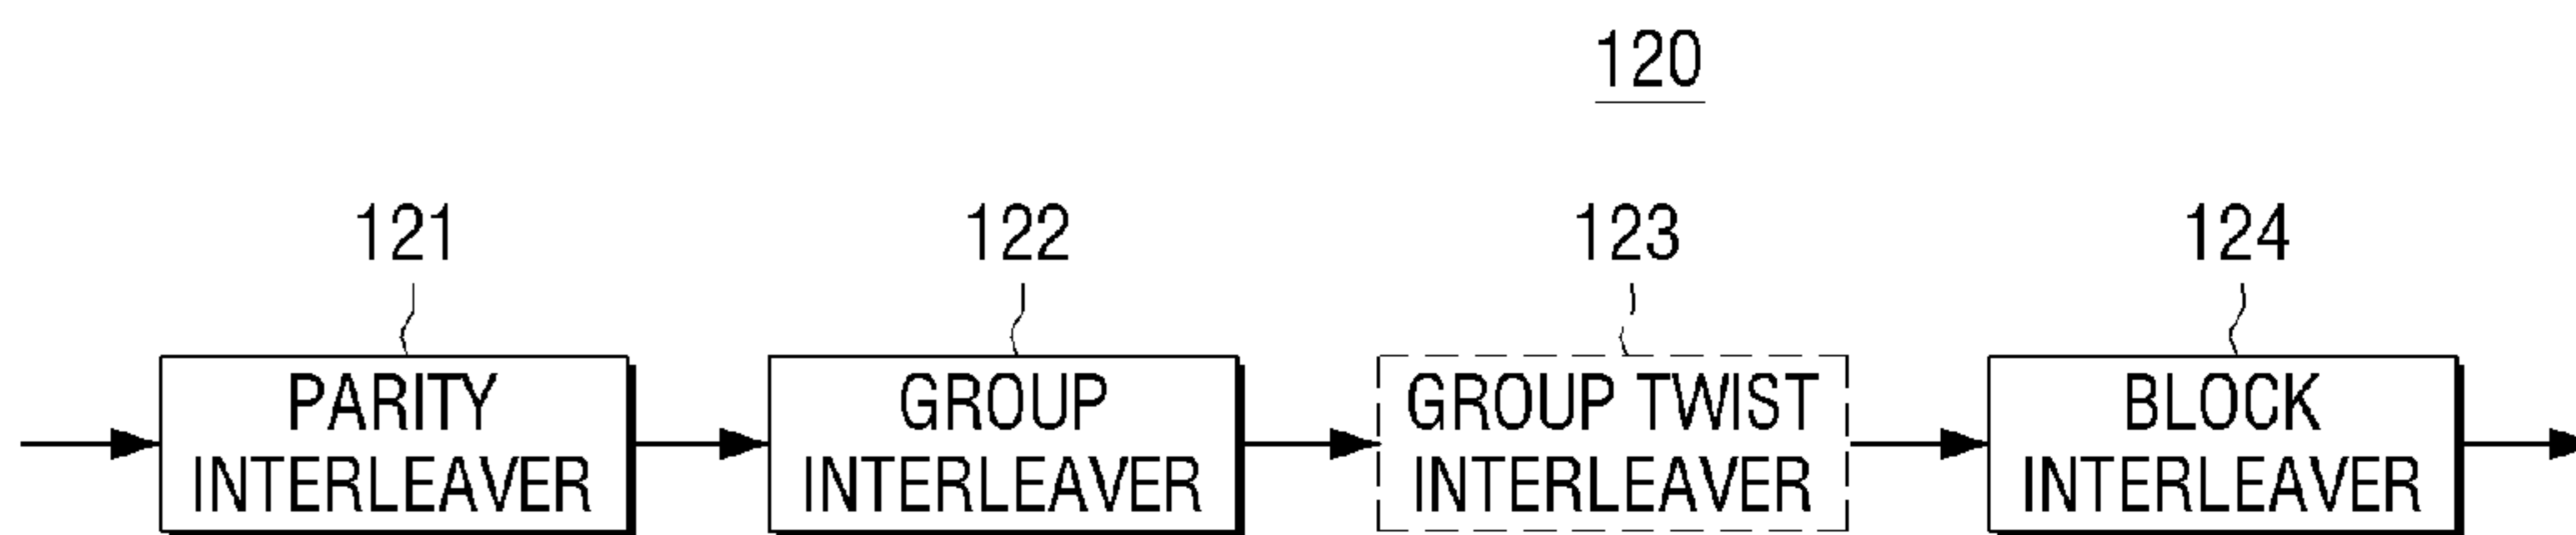 120
121
122
123
124
PARITY
INTERLEAVER
GROUP
INTERLEAVER
GROUP TWIST
INTERLEAVER
BLOCK
INTERLEAVER